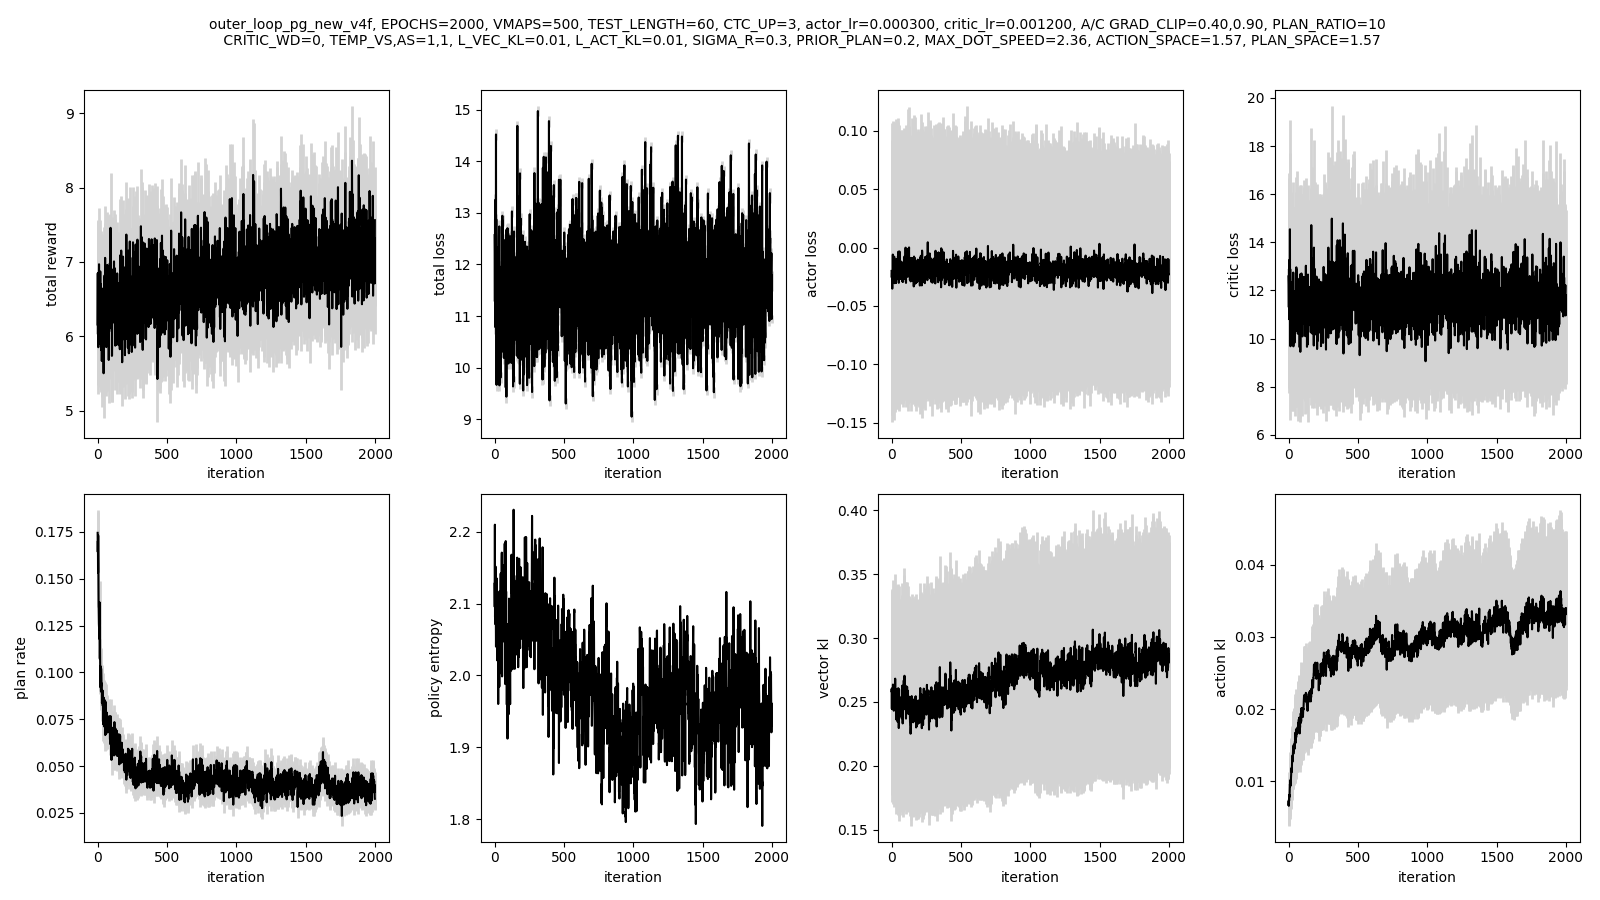 outer_loop_pg_new_v4f, EPOCHS=2000, VMAPS=500, TEST_LENGTH=60, CTC_UP=3, actor_lr=0.000300, critic_lr=0.001200, A/C GRAD_CLIP=0.40,0.90, PLAN_RATIO=10
CRITIC_WD=0, TEMP_VS,AS=1,1, L_VEC_KL=0.01, L_ACT_KL=0.01, SIGMA_R=0.3, PRIOR_PLAN=0.2, MAX_DOT_SPEED=2.36, ACTION_SPACE=1.57, PLAN_SPACE=1.57
total reward
9
8
7
6
5
0 500 1000 1500 2000
iteration
total loss
15
14
13
12
11
10
9
0 500 1000 1500 2000
iteration
actor loss
0.10
0.05
0.00
−0.05
−0.10
−0.15
0 500 1000 1500 2000
iteration
critic loss
20
18
16
14
12
10
8
6
0 500 1000 1500 2000
iteration
plan rate
0.175
0.150
0.125
0.100
0.075
0.050
0.025
0 500 1000 1500 2000
iteration
policy entropy
2.2
2.1
2.0
1.9
1.8
0 500 1000 1500 2000
iteration
vector kl
0.40
0.35
0.30
0.25
0.20
0.15
0 500 1000 1500 2000
iteration
action kl
0.04
0.03
0.02
0.01
0 500 1000 1500 2000
iteration